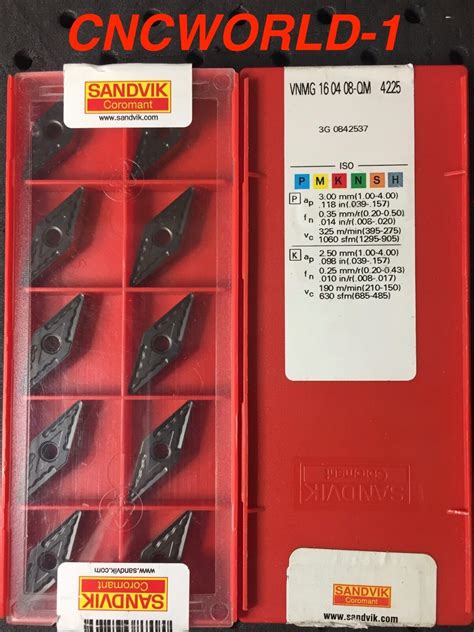 CNCWORLD-1
SANDVIK
Coromant
www.sandvik.com
VNMG 16 04 08-QM 4225
3G 0842537
ISO
P M K N S H
P ap 3.00 mm(1.00-4.00)
.118 in(.039-.157)
fn 0.35 mm/r(0.20-0.50)
.014 in/r(.008-.020)
vc 325 m/min(395-275)
1060 sfm(1295-905)
K ap 2.50 mm(1.00-4.00)
.098 in(.039-.157)
fn 0.25 mm/r(0.20-0.43)
.010 in/r(.008-.017)
vc 190 m/min(210-150)
630 sfm(685-485)
SANDVIK
Coromant
www.sandvik.com
SANDVIK
Coromant
SANDVIK
Coromant
www.sandvik.com